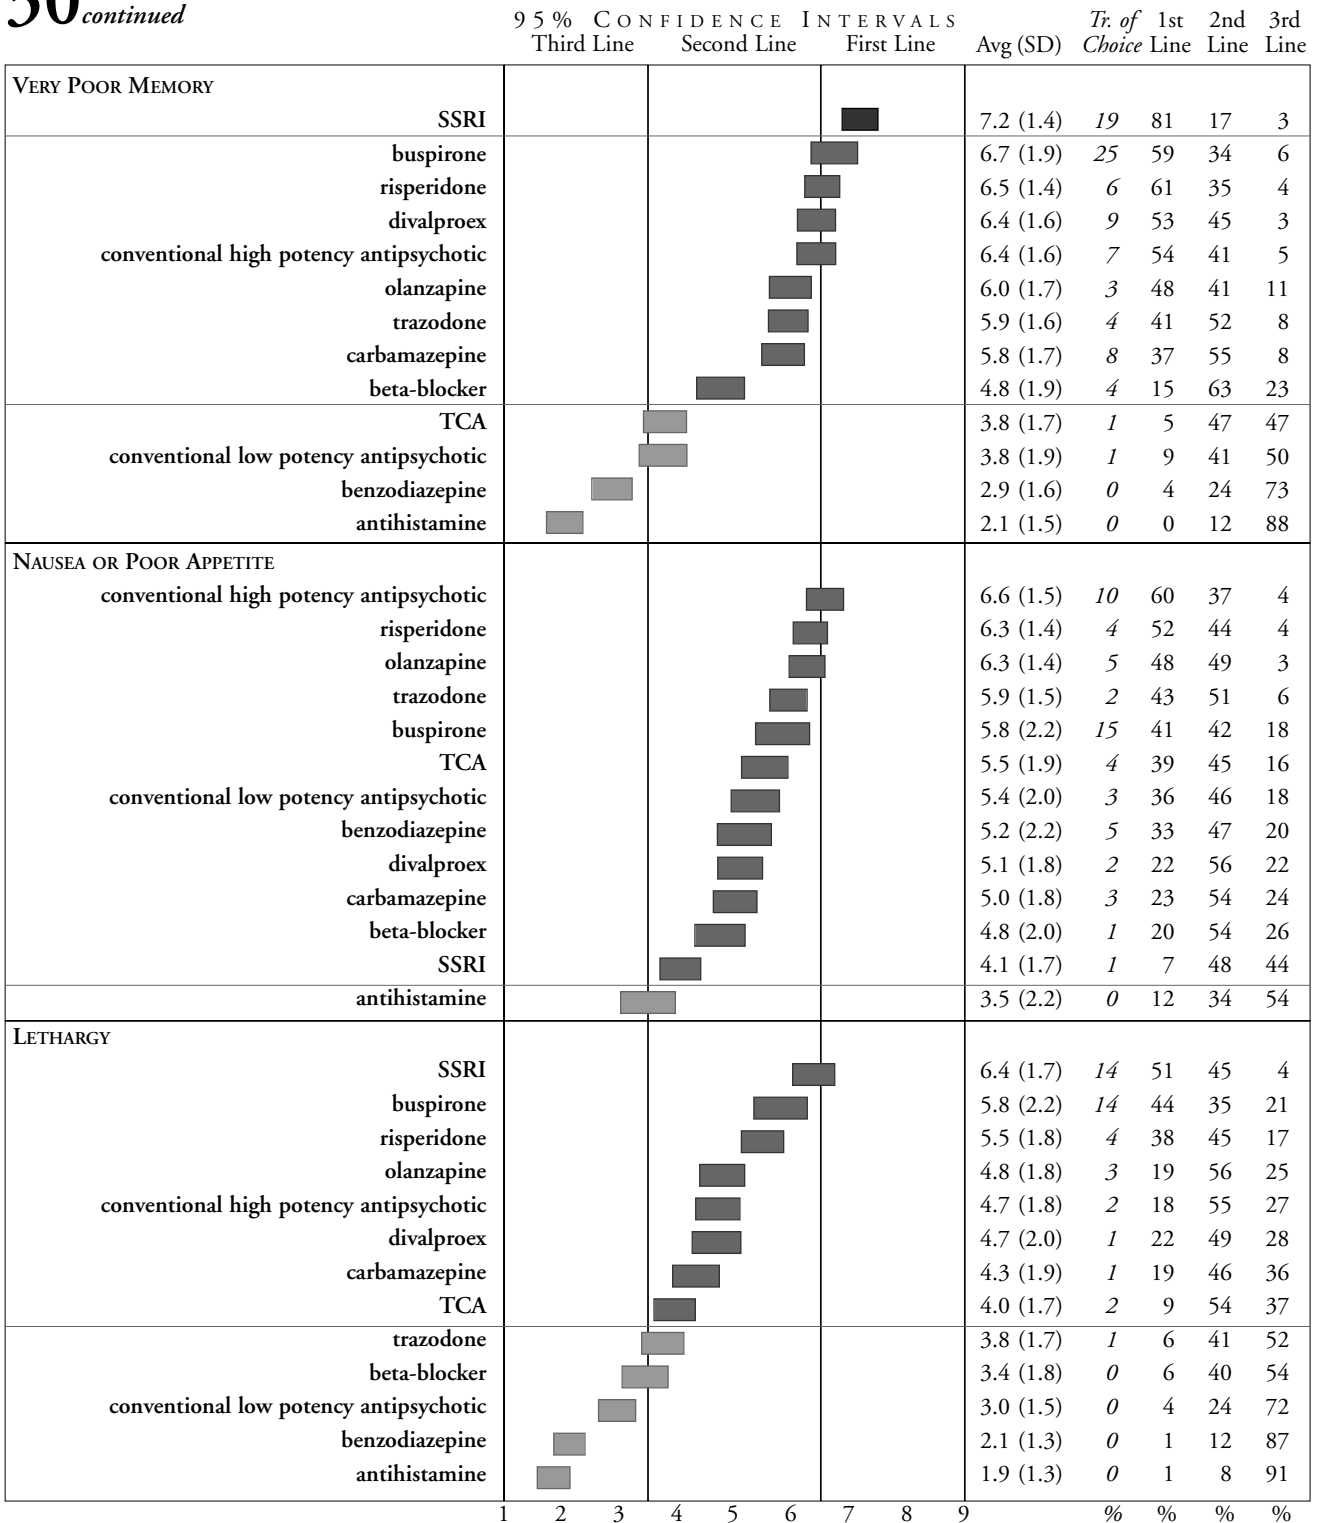 30 continued
95% CONFIDENCE INTERVALS Tr. of 1st 2nd 3rd
Third Line Second Line First Line Avg (SD) Choice Line Line Line
VERY POOR MEMORY
SSRI 7.2 (1.4) 19 81 17 3
buspirone 6.7 (1.9) 25 59 34 6
risperidone 6.5 (1.4) 6 61 35 4
divalproex 6.4 (1.6) 9 53 45 3
conventional high potency antipsychotic 6.4 (1.6) 7 54 41 5
olanzapine 6.0 (1.7) 3 48 41 11
trazodone 5.9 (1.6) 4 41 52 8
carbamazepine 5.8 (1.7) 8 37 55 8
beta-blocker 4.8 (1.9) 4 15 63 23
TCA 3.8 (1.7) 1 5 47 47
conventional low potency antipsychotic 3.8 (1.9) 1 9 41 50
benzodiazepine 2.9 (1.6) 0 4 24 73
antihistamine 2.1 (1.5) 0 0 12 88
NAUSEA OR POOR APPETITE
conventional high potency antipsychotic 6.6 (1.5) 10 60 37 4
risperidone 6.3 (1.4) 4 52 44 4
olanzapine 6.3 (1.4) 5 48 49 3
trazodone 5.9 (1.5) 2 43 51 6
buspirone 5.8 (2.2) 15 41 42 18
TCA 5.5 (1.9) 4 39 45 16
conventional low potency antipsychotic 5.4 (2.0) 3 36 46 18
benzodiazepine 5.2 (2.2) 5 33 47 20
divalproex 5.1 (1.8) 2 22 56 22
carbamazepine 5.0 (1.8) 3 23 54 24
beta-blocker 4.8 (2.0) 1 20 54 26
SSRI 4.1 (1.7) 1 7 48 44
antihistamine 3.5 (2.2) 0 12 34 54
LETHARGY
SSRI 6.4 (1.7) 14 51 45 4
buspirone 5.8 (2.2) 14 44 35 21
risperidone 5.5 (1.8) 4 38 45 17
olanzapine 4.8 (1.8) 3 19 56 25
conventional high potency antipsychotic 4.7 (1.8) 2 18 55 27
divalproex 4.7 (2.0) 1 22 49 28
carbamazepine 4.3 (1.9) 1 19 46 36
TCA 4.0 (1.7) 2 9 54 37
trazodone 3.8 (1.7) 1 6 41 52
beta-blocker 3.4 (1.8) 0 6 40 54
conventional low potency antipsychotic 3.0 (1.5) 0 4 24 72
benzodiazepine 2.1 (1.3) 0 1 12 87
antihistamine 1.9 (1.3) 0 1 8 91
1 2 3 4 5 6 7 8 9 % % % %